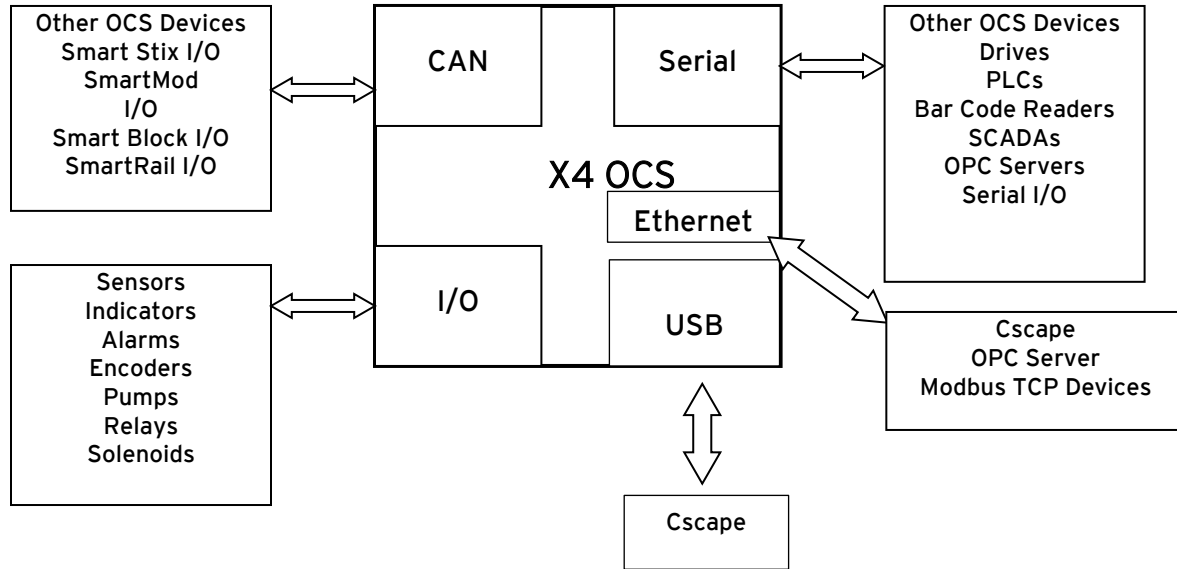 Other OCS Devices
Smart Stix I/O
SmartMod
I/O
Smart Block I/O
SmartRail I/O
CAN
Serial
X4 OCS
Ethernet
I/O
USB
Other OCS Devices
Drives
PLCs
Bar Code Readers
SCADAs
OPC Servers
Serial I/O
Sensors
Indicators
Alarms
Encoders
Pumps
Relays
Solenoids
Cscape
OPC Server
Modbus TCP Devices
Cscape